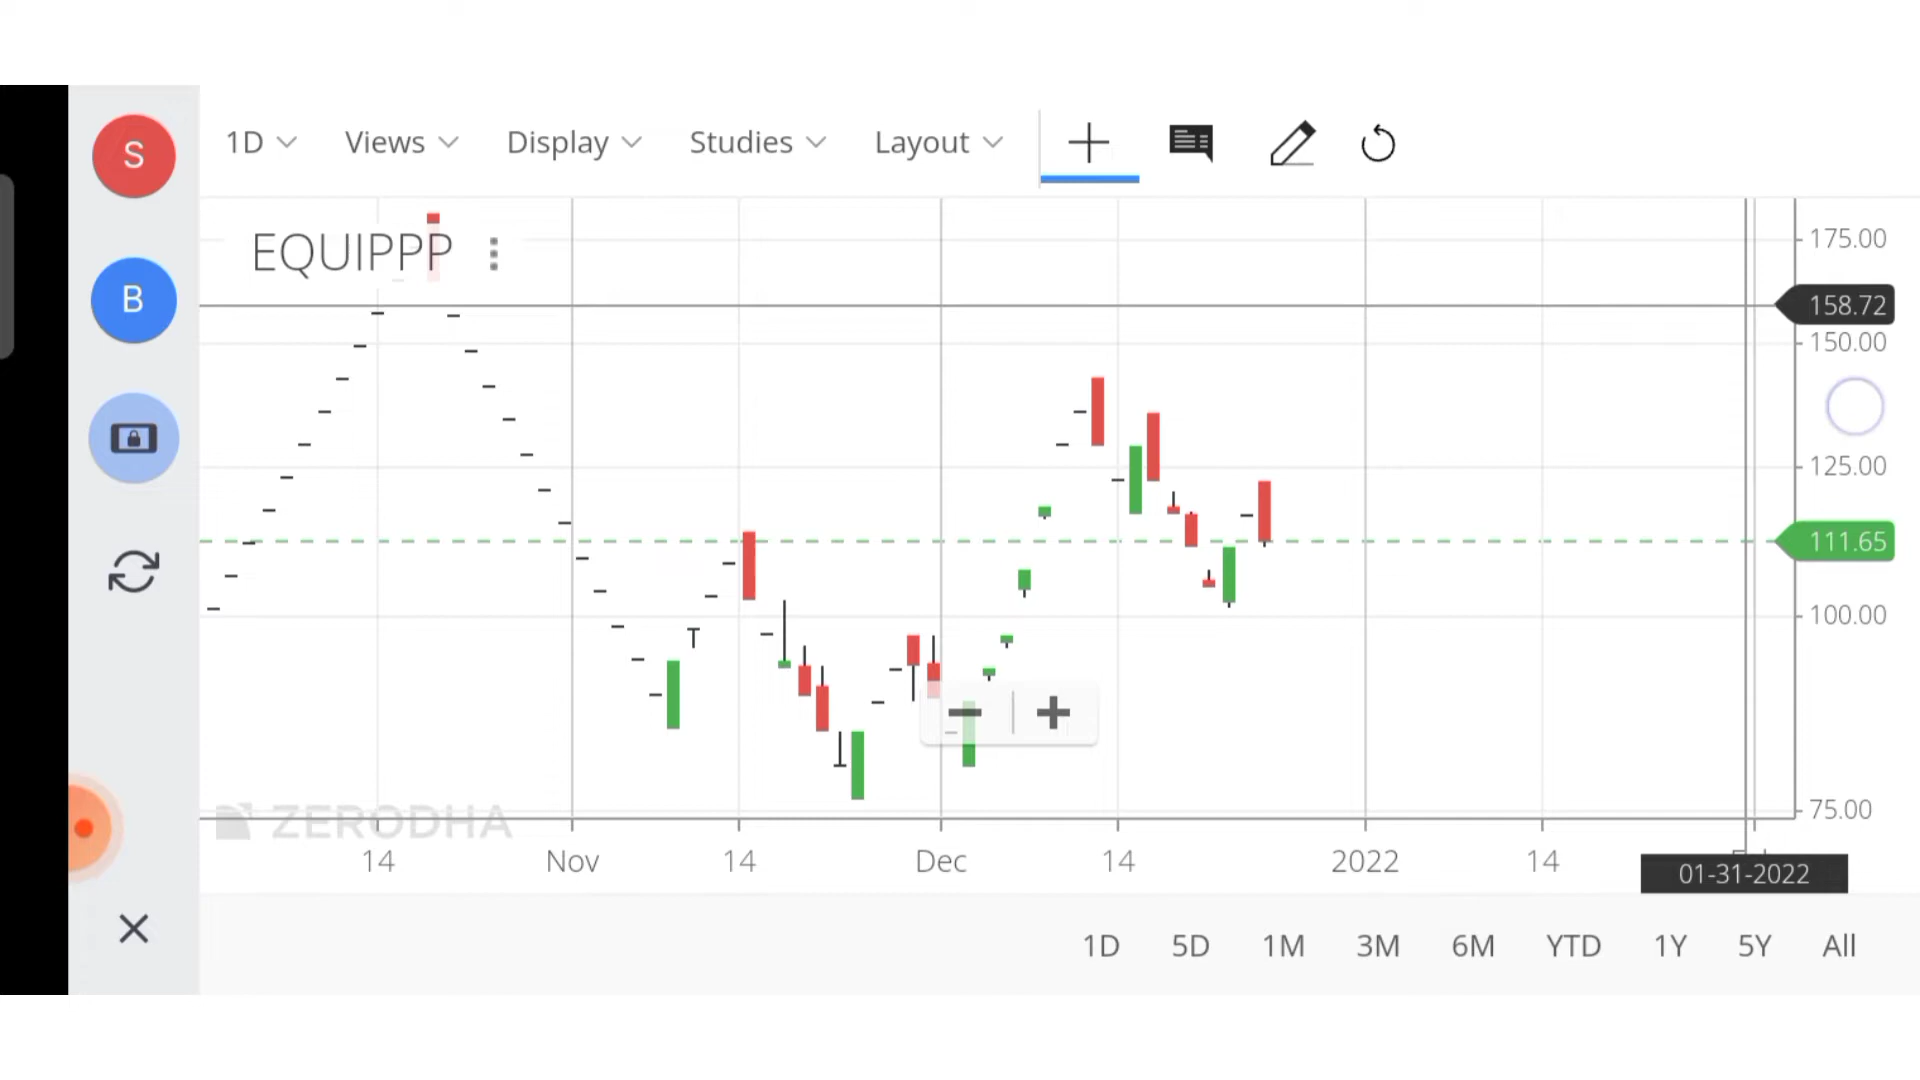 S
1D Views Display Studies Layout
EQUIPPP
175.00
B
158.72
150.00
125.00
111.65
100.00
75.00
ZERODHA
14 Nov 14 Dec 14 2022 14
01-31-2022
1D 5D 1M 3M 6M YTD 1Y 5Y All